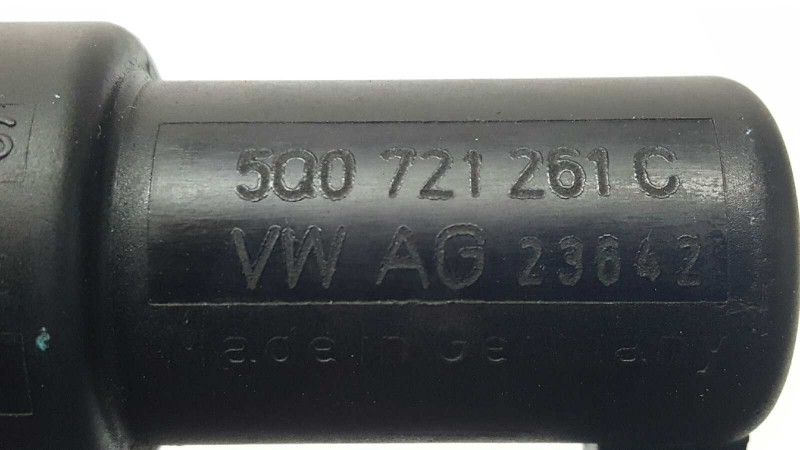 5Q0 721 261 C
VW AG 23642
Made in Germany